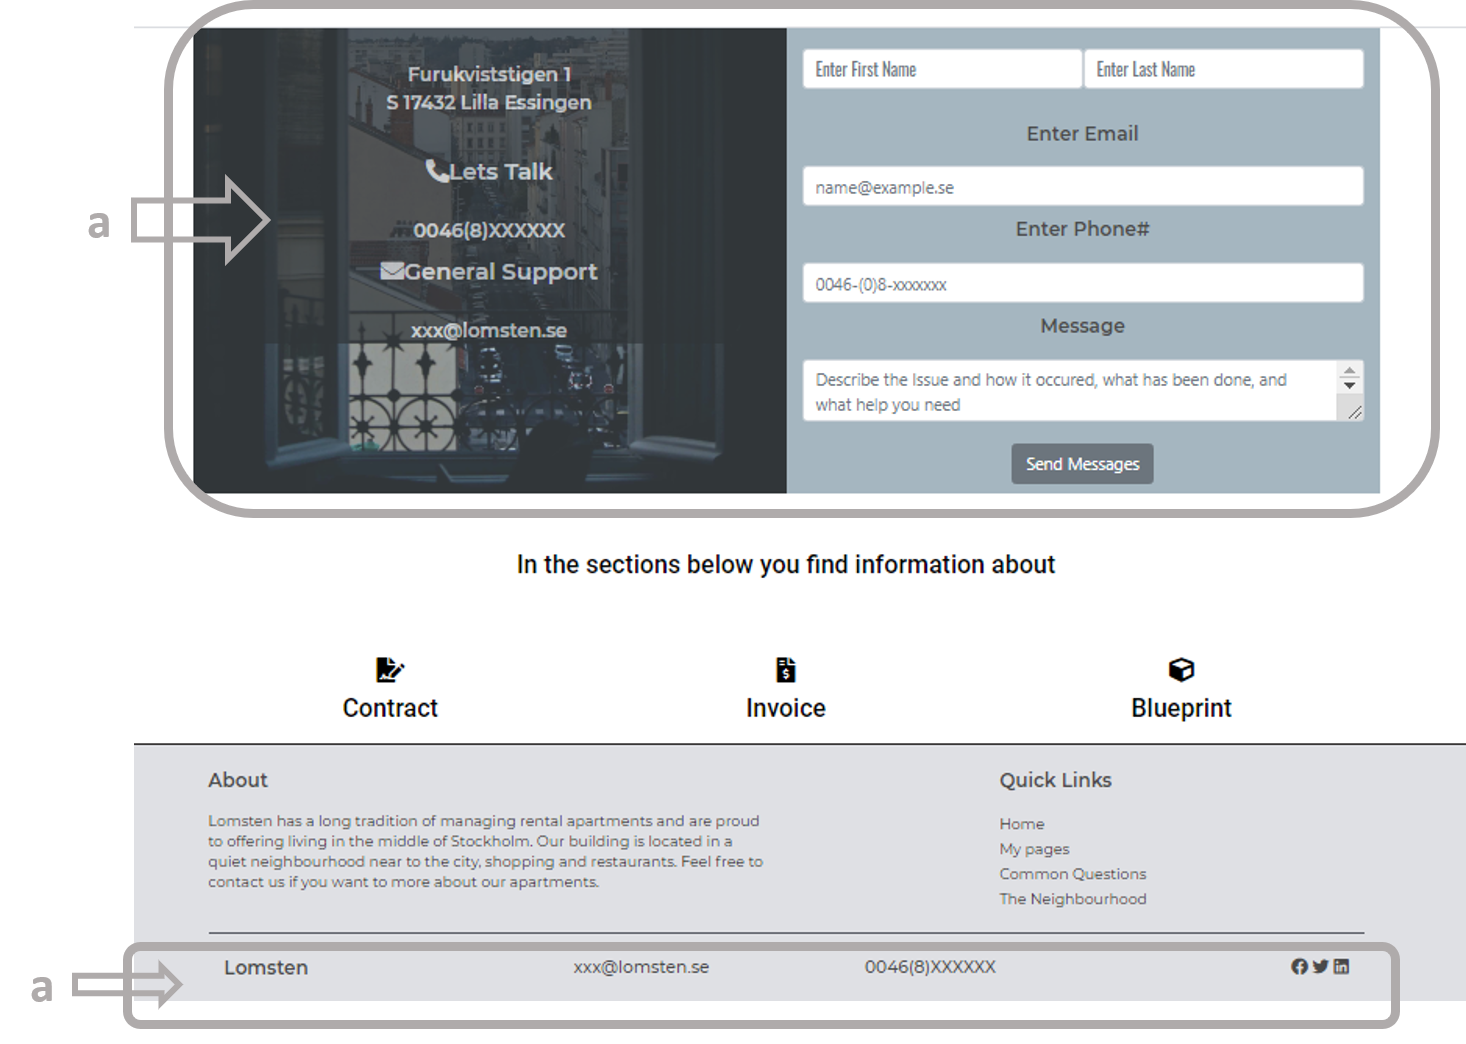 a
Furukviststigen 1
S 17432 Lilla Essingen
Lets Talk
0046(8)XXXXXX
General Support
xxx@lomsten.se
Enter First Name
Enter Last Name
Enter Email
name@example.se
Enter Phone#
0046-(0)8-xxxxxxx
Message
Describe the Issue and how it occured, what has been done, and
what help you need
Send Messages
In the sections below you find information about
Contract
Invoice
Blueprint
About
Lomsten has a long tradition of managing rental apartments and are proud
to offering living in the middle of Stockholm. Our building is located in a
quiet neighbourhood near to the city, shopping and restaurants. Feel free to
contact us if you want to more about our apartments.
Quick Links
Home
My pages
Common Questions
The Neighbourhood
a
Lomsten
xxx@lomsten.se
0046(8)XXXXXX